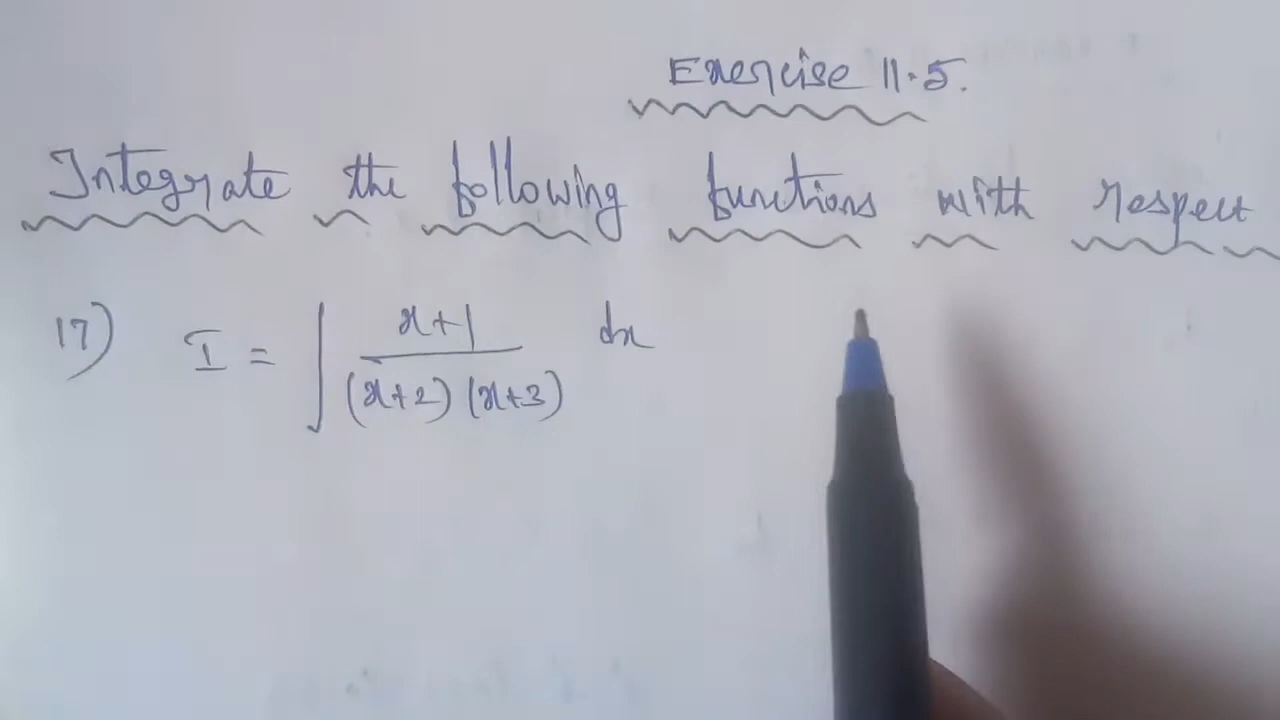 Exercise 11.5.
Integrate the following functions with respect
17) I = ∫ x+1 / (x+2) (x+3) dx